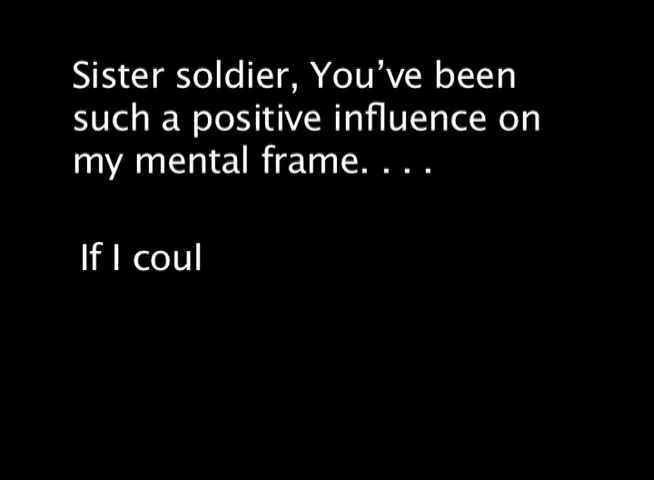 Sister soldier, You’ve been
such a positive influence on
my mental frame. . . .
If I coul